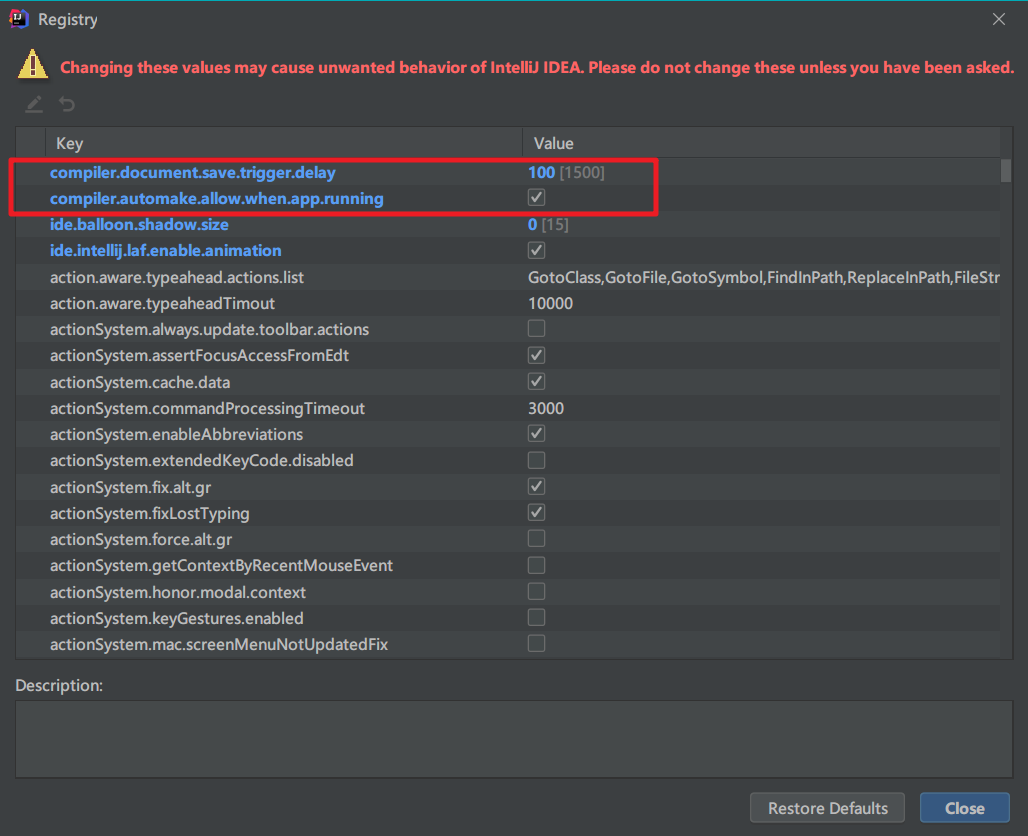 Registry
Changing these values may cause unwanted behavior of IntelliJ IDEA. Please do not change these unless you have been asked.
Key Value
compiler.document.save.trigger.delay 100 [1500]
compiler.automake.allow.when.app.running
ide.balloon.shadow.size 0 [15]
ide.intellij.laf.enable.animation
action.aware.typeahead.actions.list GotoClass,GotoFile,GotoSymbol,FindInPath,ReplaceInPath,FileStr
action.aware.typeaheadTimout 10000
actionSystem.always.update.toolbar.actions
actionSystem.assertFocusAccessFromEdt
actionSystem.cache.data
actionSystem.commandProcessingTimeout 3000
actionSystem.enableAbbreviations
actionSystem.extendedKeyCode.disabled
actionSystem.fix.alt.gr
actionSystem.fixLostTyping
actionSystem.force.alt.gr
actionSystem.getContextByRecentMouseEvent
actionSystem.honor.modal.context
actionSystem.keyGestures.enabled
actionSystem.mac.screenMenuNotUpdatedFix
Description:
Restore Defaults Close